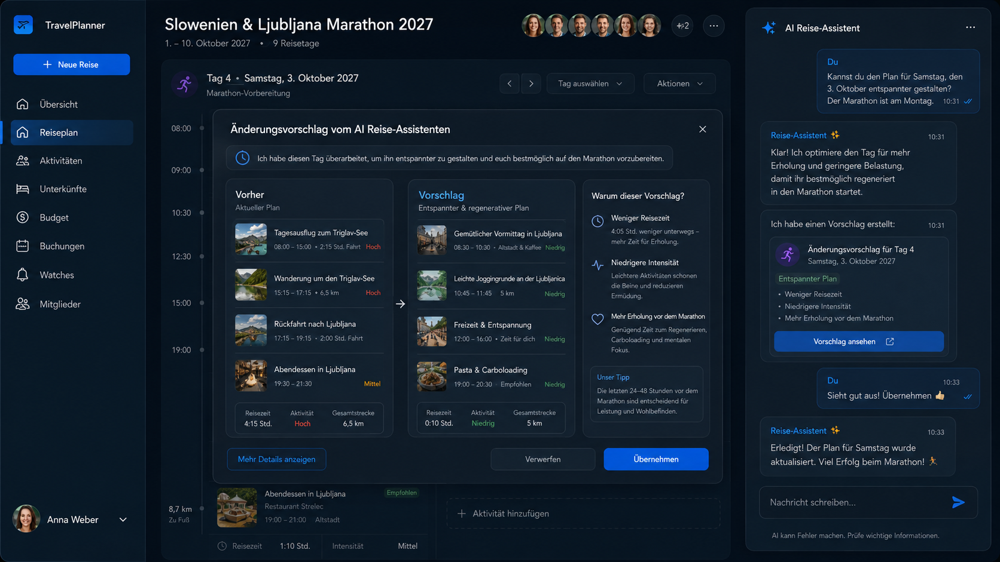 TravelPlanner
+ Neue Reise
Übersicht
Reiseplan
Aktivitäten
Unterkünfte
Budget
Buchungen
Watches
Mitglieder
Anna Weber
Slowenien & Ljubljana Marathon 2027
1. – 10. Oktober 2027 • 9 Reisetage
+2
Tag 4 • Samstag, 3. Oktober 2027
Marathon-Vorbereitung
Tag auswählen
Aktionen
08:00
09:00
10:30
12:30
15:00
19:00
8,7 km
Zu Fuß
Änderungsvorschlag vom AI Reise-Assistenten
Ich habe diesen Tag überarbeitet, um ihn entspannter zu gestalten und euch bestmöglich auf den Marathon vorzubereiten.
Vorher
Aktueller Plan
Tagesausflug zum Triglav-See
08:00 – 15:00 • 2:15 Std. Fahrt Hoch
Wanderung um den Triglav-See
15:15 – 17:15 • 6,5 km Hoch
Rückfahrt nach Ljubljana
17:15 – 19:15 • 2:00 Std. Fahrt
Abendessen in Ljubljana
19:30 – 21:30 Mittel
Reisezeit Aktivität Gesamtstrecke
4:15 Std. Hoch 6,5 km
Vorschlag
Entspannter & regenerativer Plan
Gemütlicher Vormittag in Ljubljana
08:30 – 10:30 • Altstadt & Kaffee Niedrig
Leichte Joggingrunde an der Ljubljanica
10:45 – 11:45 5 km Niedrig
Freizeit & Entspannung
12:00 – 16:00 • Zeit für dich Niedrig
Pasta & Carboloading
19:00 – 20:30 · Empfohlen Niedrig
Reisezeit Aktivität Gesamtstrecke
0:10 Std. Niedrig 5 km
Warum dieser Vorschlag?
Weniger Reisezeit
4:05 Std. weniger unterwegs –
mehr Zeit für Erholung.
Niedrigere Intensität
Leichtere Aktivitäten schonen
die Beine und reduzieren
Ermüdung.
Mehr Erholung vor dem Marathon
Genügend Zeit zum Regenerieren,
Carboloading und mentalen
Fokus.
Unser Tipp
Die letzten 24–48 Stunden vor dem
Marathon sind entscheidend für
Leistung und Wohlbefinden.
Mehr Details anzeigen
Verwerfen
Übernehmen
Abendessen in Ljubljana Empfohlen
Restaurant Strelec
19:00 – 21:00 Altstadt
Reisezeit 1:10 Std. Intensität Mittel
+ Aktivität hinzufügen
AI Reise-Assistent
Du
Kannst du den Plan für Samstag, den
3. Oktober entspannter gestalten?
Der Marathon ist am Montag. 10:31
Reise-Assistent 10:31
Klar! Ich optimiere den Tag für mehr
Erholung und geringere Belastung,
damit ihr bestmöglich regeneriert
in den Marathon startet.
Ich habe einen Vorschlag erstellt: 10:31
Änderungsvorschlag für Tag 4
Samstag, 3. Oktober 2027
Entspannter Plan
• Weniger Reisezeit
• Niedrigere Intensität
• Mehr Erholung vor dem Marathon
Vorschlag ansehen
Du 10:33
Sieht gut aus! Übernehmen 👍
Reise-Assistent 10:33
Erledigt! Der Plan für Samstag wurde
aktualisiert. Viel Erfolg beim Marathon! 🏃
Nachricht schreiben...
AI kann Fehler machen. Prüfe wichtige Informationen.